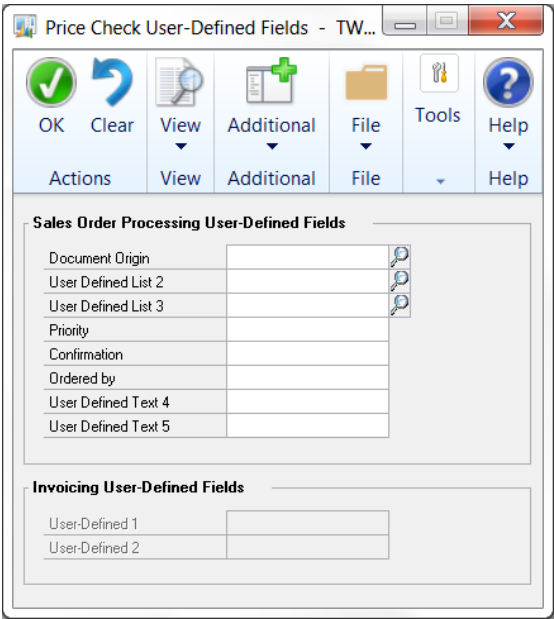 Price Check User-Defined Fields - TW...
OK Clear View Additional File Tools Help
Actions View Additional File Help
Sales Order Processing User-Defined Fields
Document Origin
User Defined List 2
User Defined List 3
Priority
Confirmation
Ordered by
User Defined Text 4
User Defined Text 5
Invoicing User-Defined Fields
User-Defined 1
User-Defined 2